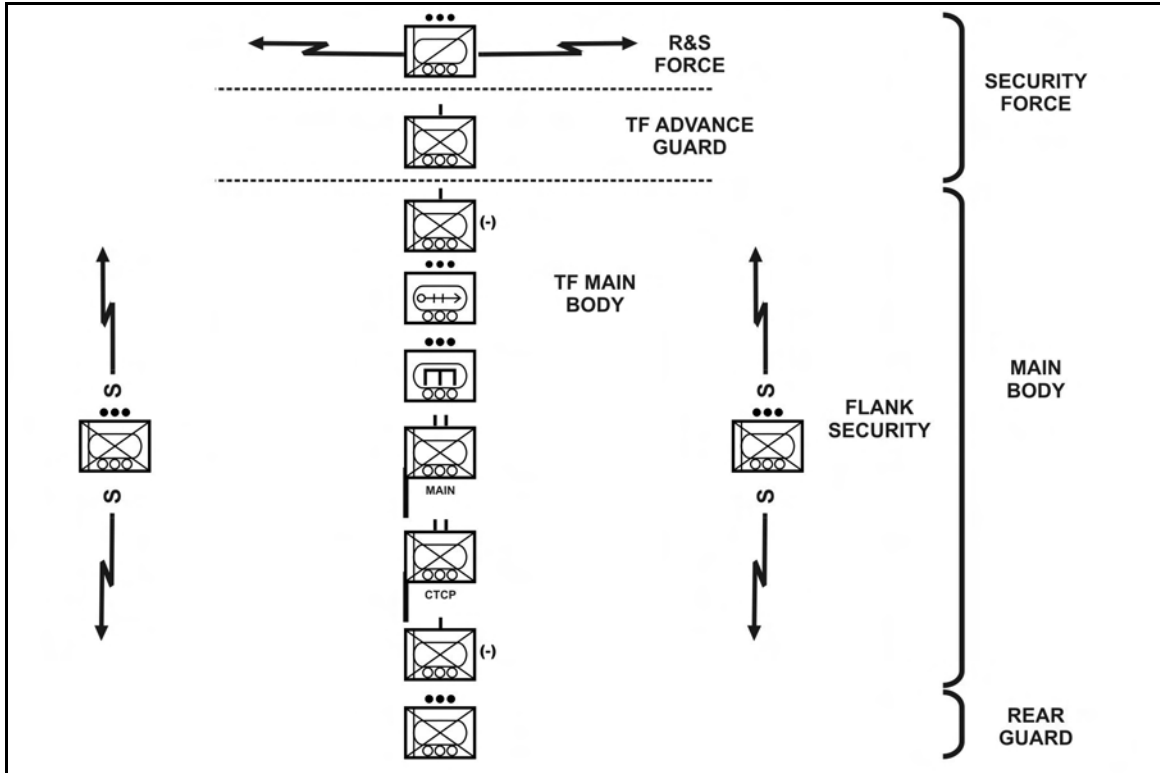 R&S
FORCE
SECURITY
FORCE
TF ADVANCE
GUARD
(-)
TF MAIN
BODY
MAIN
BODY
S
S
FLANK
SECURITY
MAIN
S
S
CTCP
(-)
REAR
GUARD